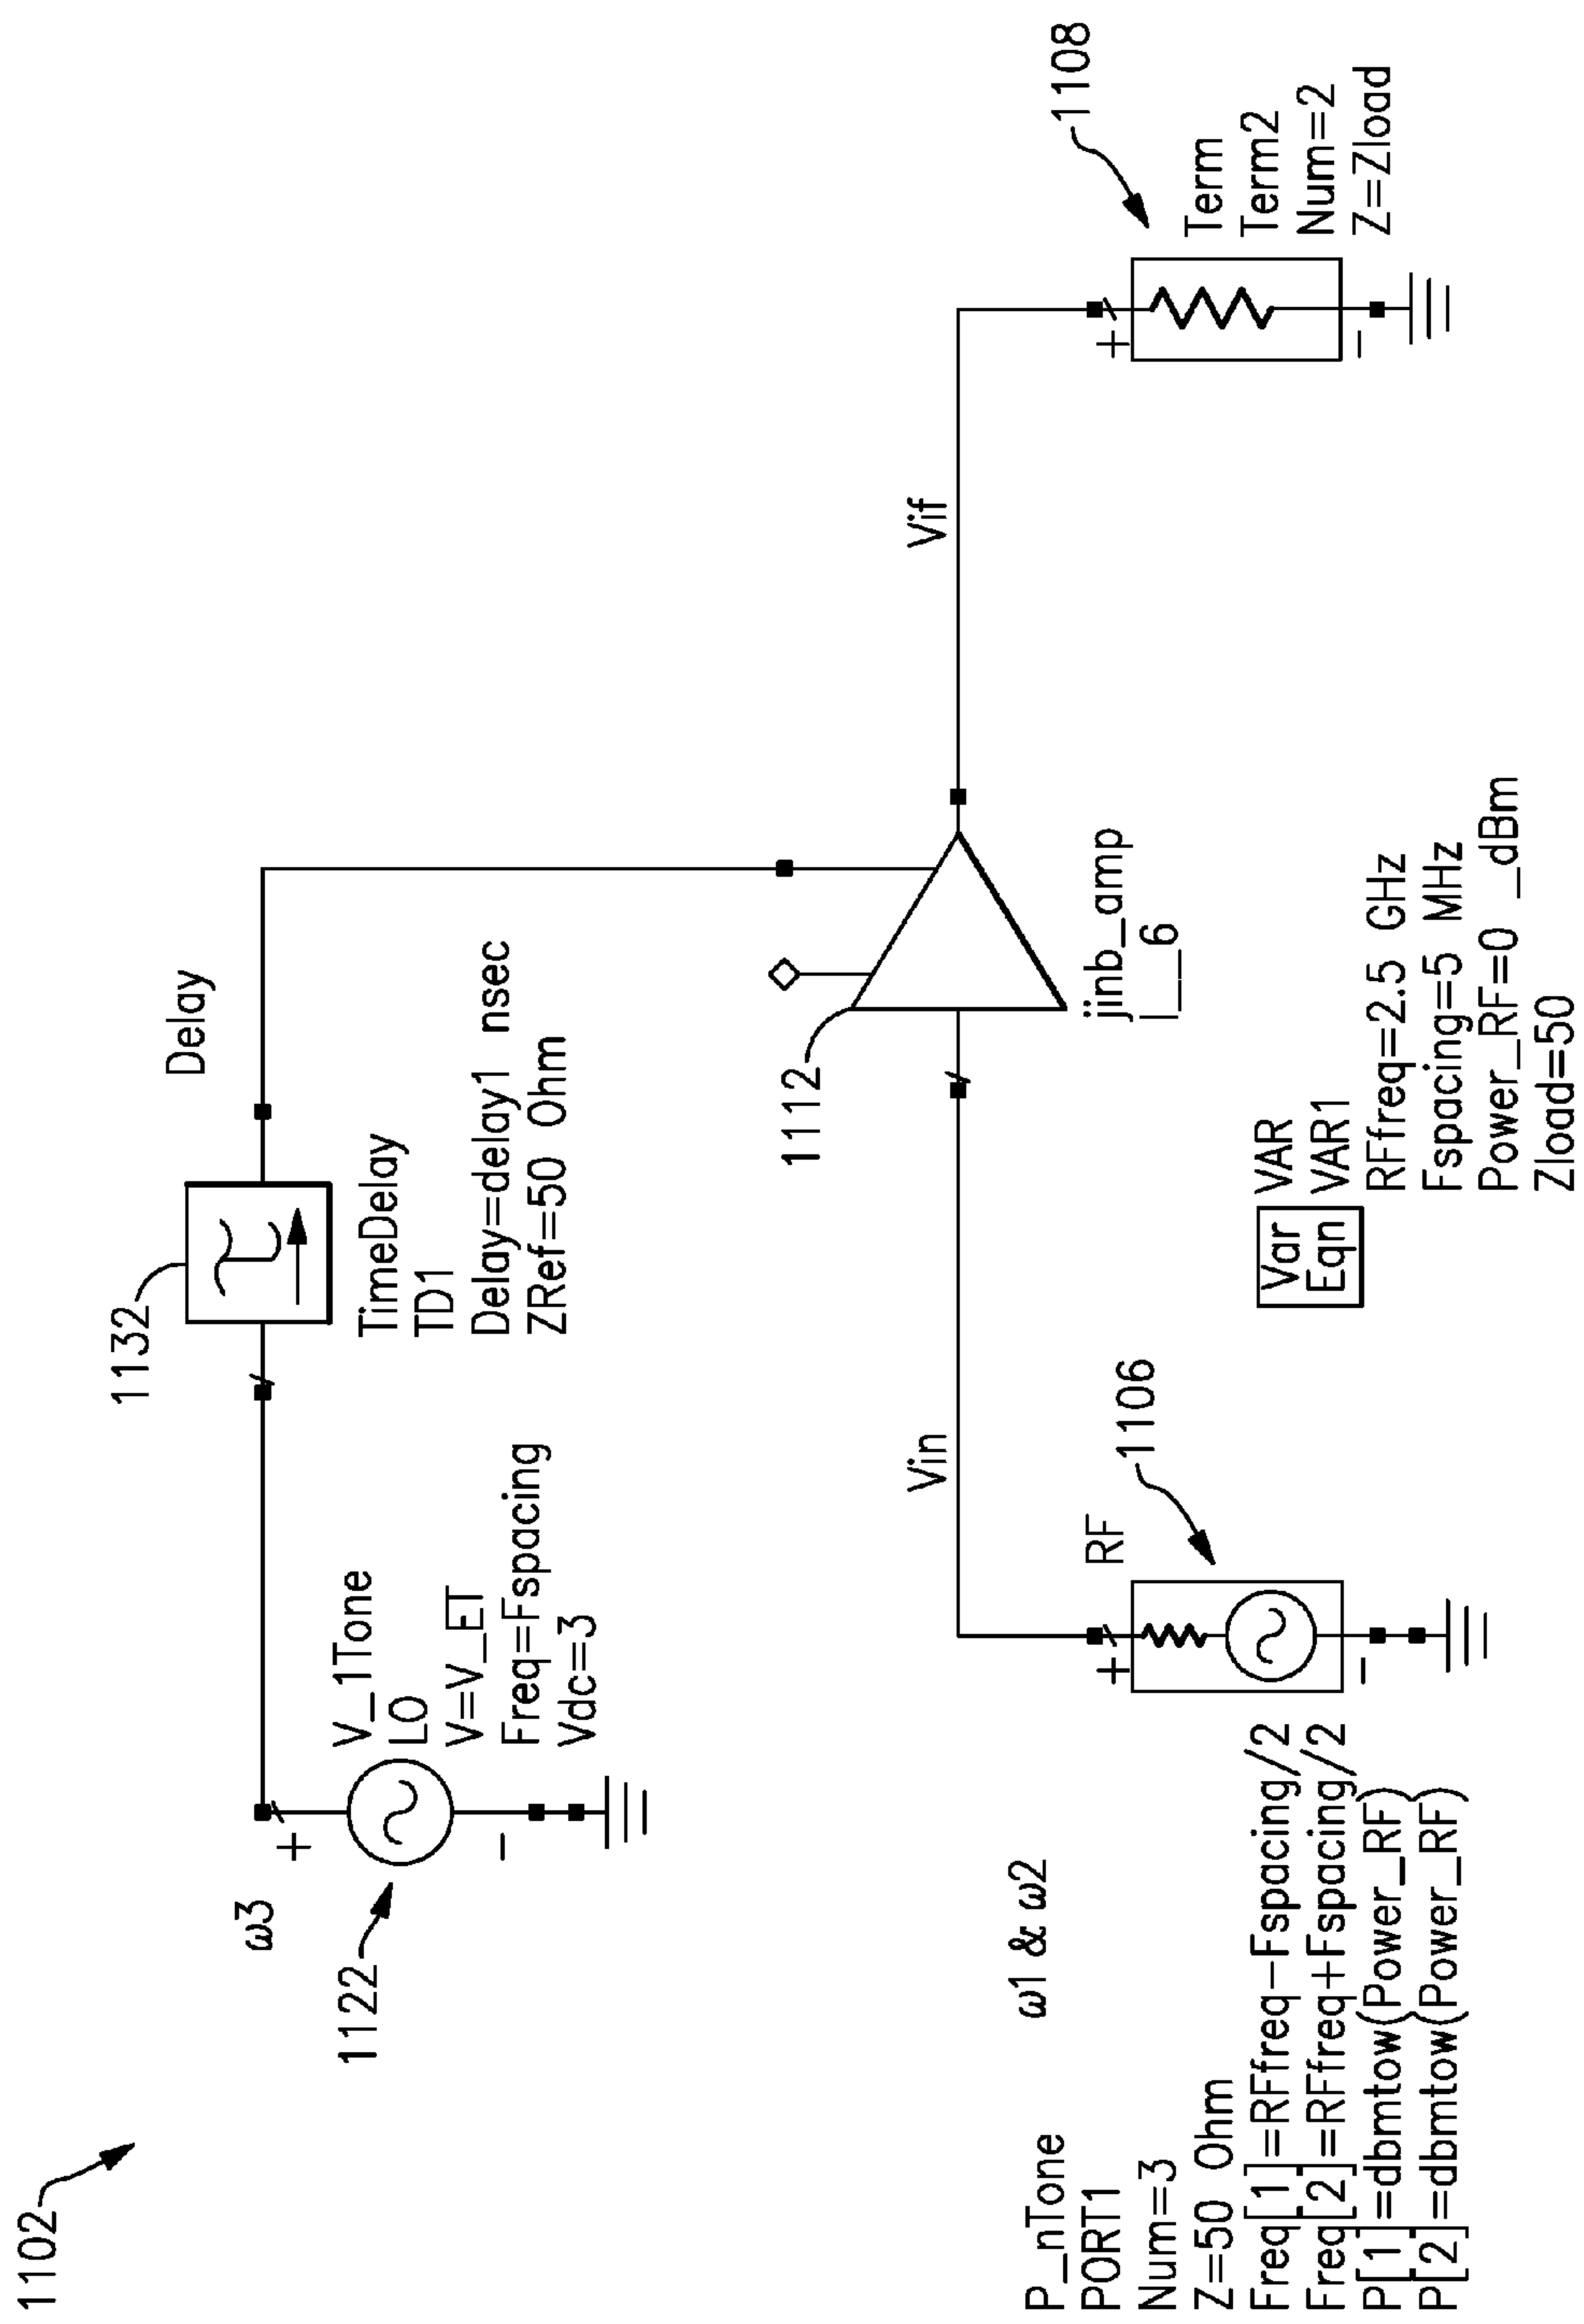 1102
ω3
1122
V_1Tone
LO
V=V_ET
Freq=Fspacing
Vdc=3
+
−
1132
TimeDelay
TD1
Delay=delay1 nsec
ZRef=50 Ohm
Delay
ω1 & ω2
P_nTone
PORT1
Num=3
Z=50 Ohm
Freq[1]=RFfreq−Fspacing/2
Freq[2]=RFfreq+Fspacing/2
P[1]=dbmtow(Power_RF)
P[2]=dbmtow(Power_RF)
RF
+
−
1106
Vin
1112
jinb_amp
I__6
Vif
Var
Eqn
VAR
VAR1
RFfreq=2.5 GHz
Fspacing=5 MHz
Power_RF=0 _dBm
Zload=50
1108
+
−
Term
Term2
Num=2
Z=Zload